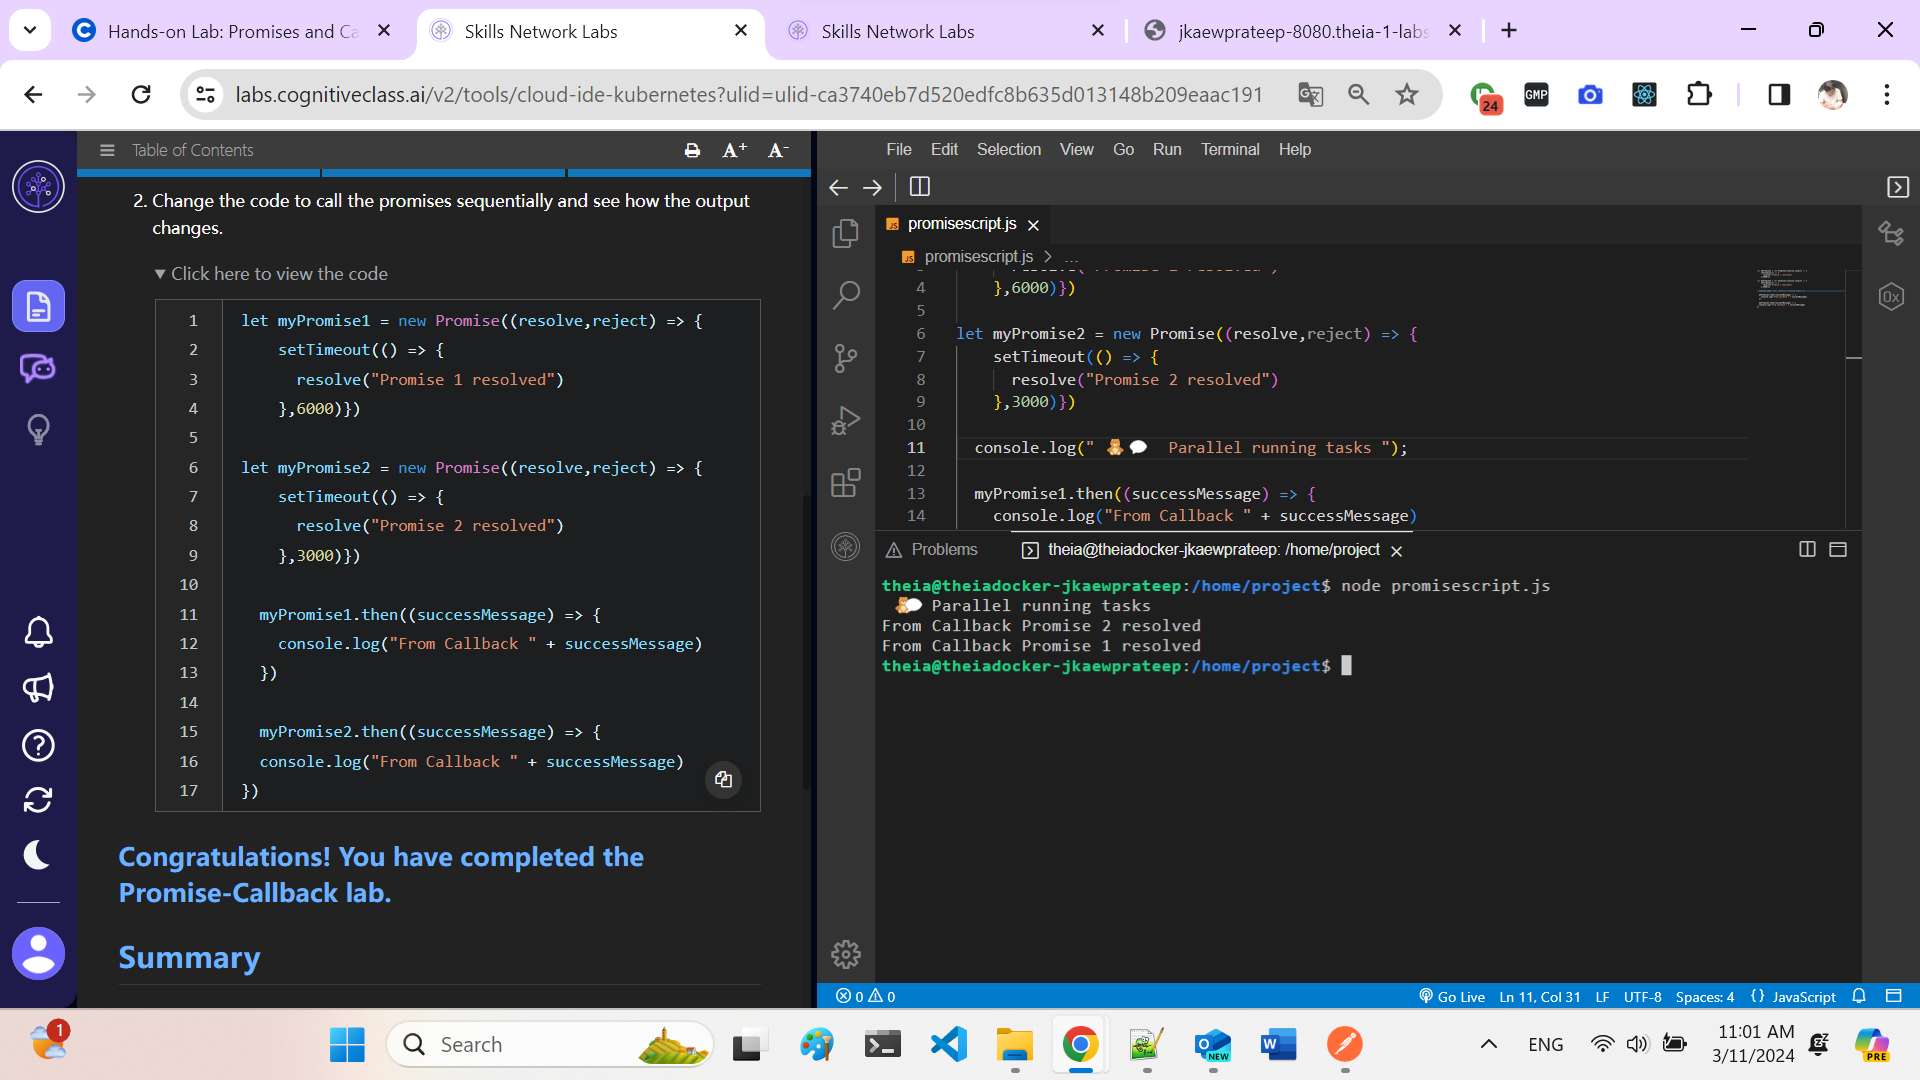 Hands-on Lab: Promises and Ca
Skills Network Labs
Skills Network Labs
jkaewprateep-8080.theia-1-labs
labs.cognitiveclass.ai/v2/tools/cloud-ide-kubernetes?ulid=ulid-ca3740eb7d520edfc8b635d013148b209eaac191
24
GMP
Table of Contents
A+ A-
2. Change the code to call the promises sequentially and see how the output
changes.
▼ Click here to view the code
1 let myPromise1 = new Promise((resolve,reject) => {
2 setTimeout(() => {
3 resolve("Promise 1 resolved")
4 },6000)})
5
6 let myPromise2 = new Promise((resolve,reject) => {
7 setTimeout(() => {
8 resolve("Promise 2 resolved")
9 },3000)})
10
11 myPromise1.then((successMessage) => {
12 console.log("From Callback " + successMessage)
13 })
14
15 myPromise2.then((successMessage) => {
16 console.log("From Callback " + successMessage)
17 })
Congratulations! You have completed the
Promise-Callback lab.
Summary
File Edit Selection View Go Run Terminal Help
JS promisescript.js
JS promisescript.js > ...
4 },6000)})
5
6 let myPromise2 = new Promise((resolve,reject) => {
7 setTimeout(() => {
8 resolve("Promise 2 resolved")
9 },3000)})
10
11 console.log(" 🧸💬 Parallel running tasks ");
12
13 myPromise1.then((successMessage) => {
14 console.log("From Callback " + successMessage)
Problems
theia@theiadocker-jkaewprateep: /home/project
theia@theiadocker-jkaewprateep:/home/project$ node promisescript.js
🧸💬 Parallel running tasks
From Callback Promise 2 resolved
From Callback Promise 1 resolved
theia@theiadocker-jkaewprateep:/home/project$
0 0
Go Live Ln 11, Col 31 LF UTF-8 Spaces: 4 {} JavaScript
1
Search
NEW
ENG
11:01 AM
3/11/2024
PRE